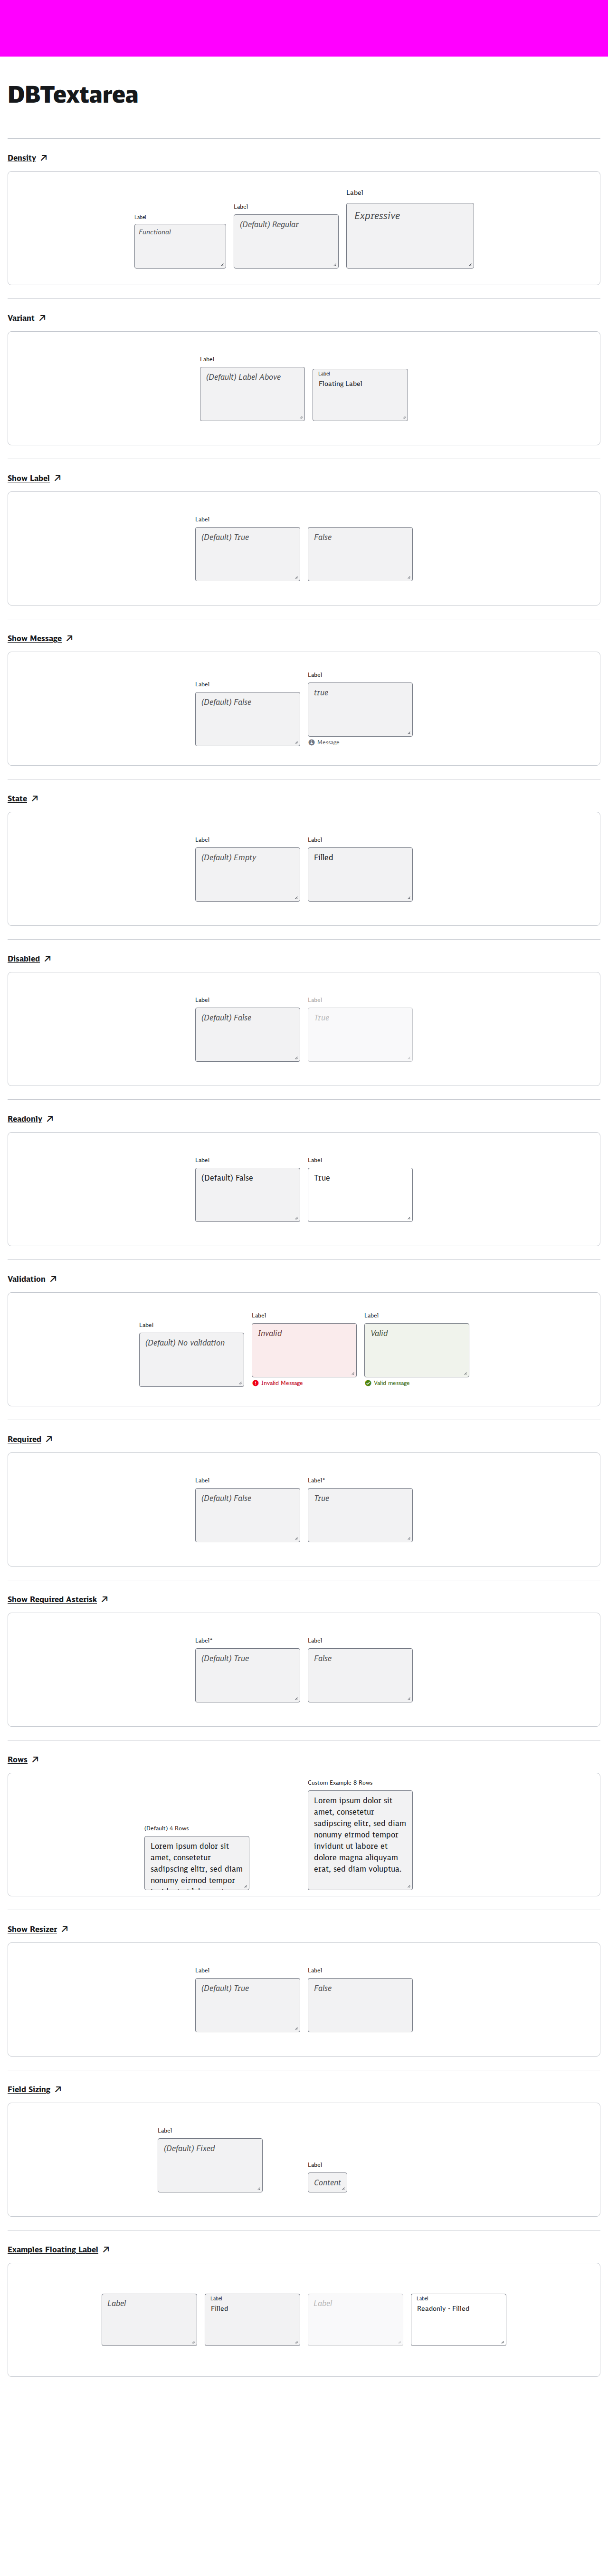 DBTextarea
Density
Label
Functional
Label
(Default) Regular
Label
Expressive
Variant
Label
(Default) Label Above
Label
Floating Label
Show Label
Label
(Default) True
False
Show Message
Label
(Default) False
Label
true
Message
State
Label
(Default) Empty
Label
Filled
Disabled
Label
(Default) False
Label
True
Readonly
Label
(Default) False
Label
True
Validation
Label
(Default) No validation
Label
Invalid
Invalid Message
Label
Valid
Valid message
Required
Label
(Default) False
Label*
True
Show Required Asterisk
Label*
(Default) True
Label
False
Rows
(Default) 4 Rows
Lorem ipsum dolor sit
amet, consetetur
sadipscing elitr, sed diam
nonumy eirmod tempor
Custom Example 8 Rows
Lorem ipsum dolor sit
amet, consetetur
sadipscing elitr, sed diam
nonumy eirmod tempor
invidunt ut labore et
dolore magna aliquyam
erat, sed diam voluptua.
Show Resizer
Label
(Default) True
Label
False
Field Sizing
Label
(Default) Fixed
Label
Content
Examples Floating Label
Label
Label
Filled
Label
Label
Readonly - Filled